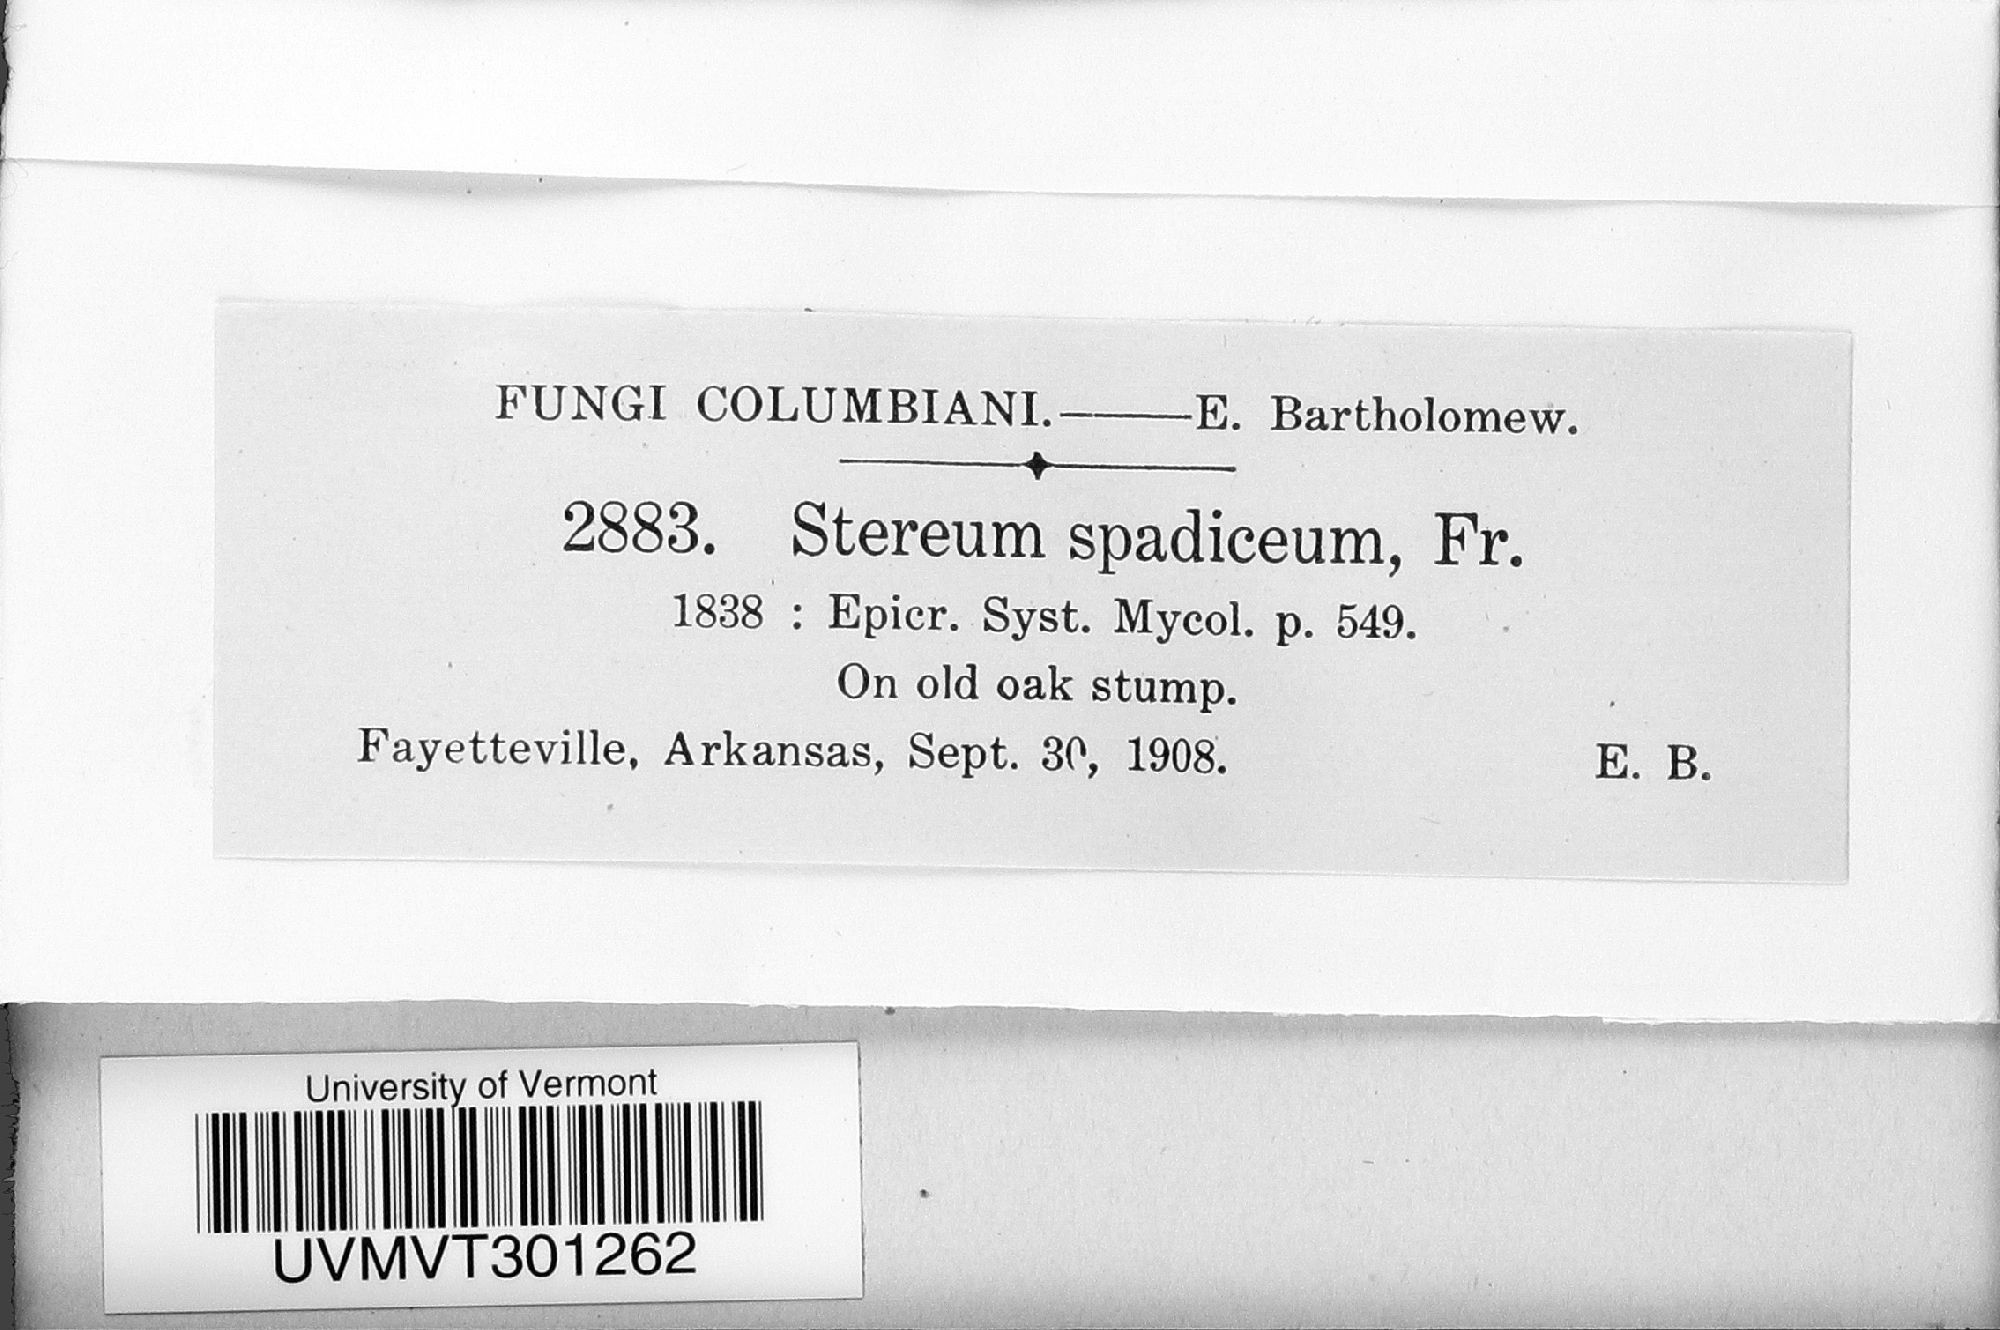 FUNGI COLUMBIANI.——E. Bartholomew.
2883. Stereum spadiceum, Fr.
1838 : Epicr. Syst. Mycol. p. 549.
On old oak stump.
Fayetteville, Arkansas, Sept. 30, 1908. E. B.
University of Vermont
UVMVT301262